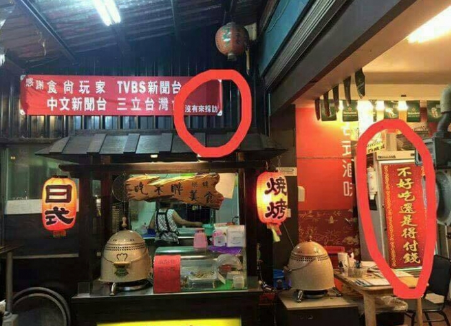 感謝食尚玩家 TVBS新聞台
中文新聞台 三立台灣台
沒有來採訪
日式
燒烤
滷味
不好吃還是得付錢